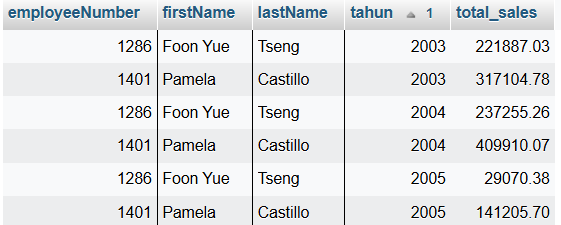 employeeNumber firstName lastName tahun 1 total_sales
1286 Foon Yue Tseng 2003 221887.03
1401 Pamela Castillo 2003 317104.78
1286 Foon Yue Tseng 2004 237255.26
1401 Pamela Castillo 2004 409910.07
1286 Foon Yue Tseng 2005 29070.38
1401 Pamela Castillo 2005 141205.70